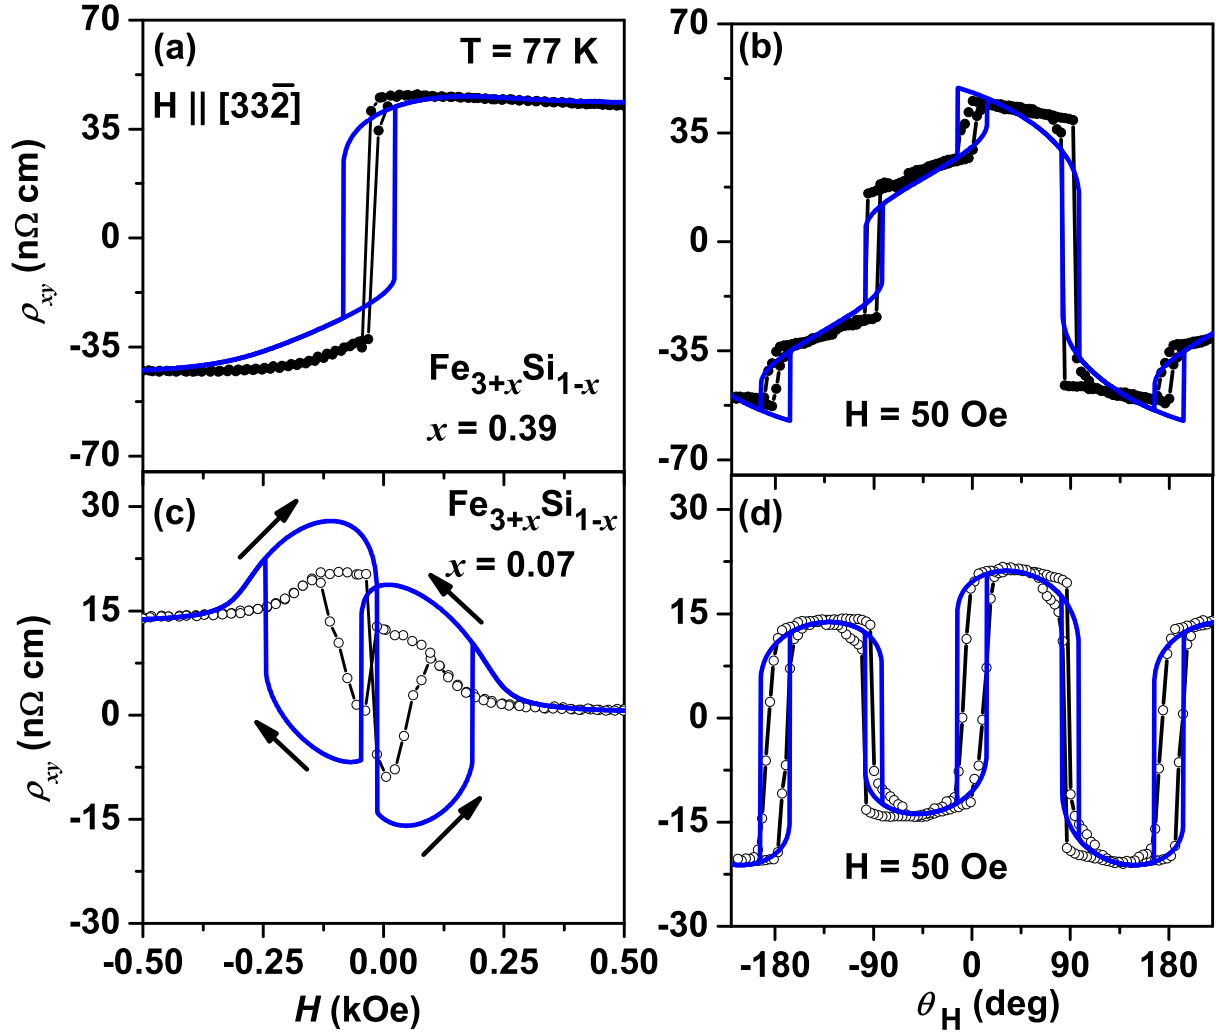 70
35
0
-35
-70
ρxy (nΩ cm)
(a)
T = 77 K
H || [332̅]
Fe3+xSi1-x
x = 0.39
70
35
0
-35
-70
(b)
H = 50 Oe
30
15
0
-15
-30
ρxy (nΩ cm)
(c)
Fe3+xSi1-x
x = 0.07
-0.50
-0.25
0.00
0.25
0.50
H (kOe)
30
15
0
-15
-30
(d)
H = 50 Oe
-180
-90
0
90
180
θH (deg)